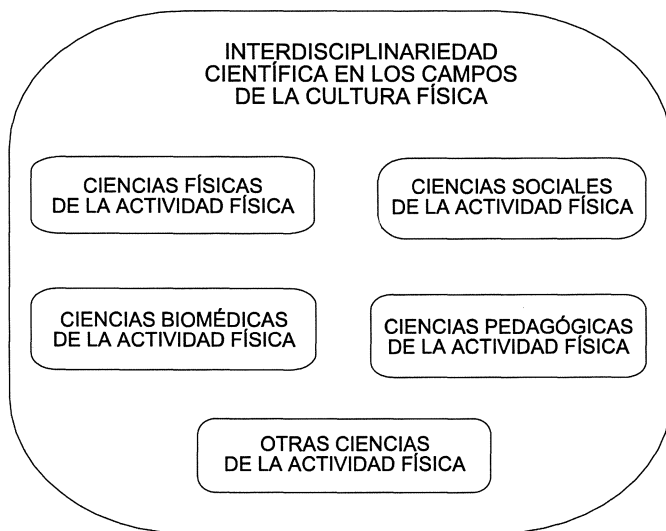 INTERDISCIPLINARIEDAD
CIENTÍFICA EN LOS CAMPOS
DE LA CULTURA FÍSICA
CIENCIAS FÍSICAS
DE LA ACTIVIDAD FÍSICA
CIENCIAS SOCIALES
DE LA ACTIVIDAD FÍSICA
CIENCIAS BIOMÉDICAS
DE LA ACTIVIDAD FÍSICA
CIENCIAS PEDAGÓGICAS
DE LA ACTIVIDAD FÍSICA
OTRAS CIENCIAS
DE LA ACTIVIDAD FÍSICA